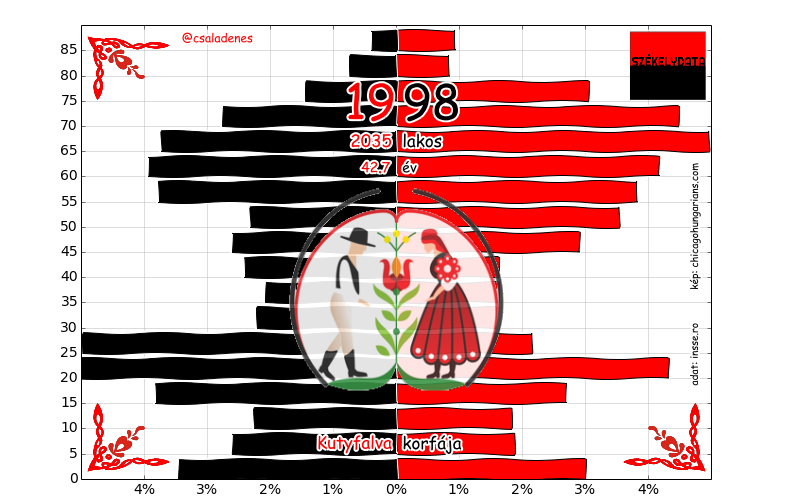 @csaladenes
SZÉKELYDATA
1998
2035 lakos
42.7 év
kép: chicagohungarians.com
adat: insse.ro
Kutyfalva korfája
85
80
75
70
65
60
55
50
45
40
35
30
25
20
15
10
5
0
4% 3% 2% 1% 0% 1% 2% 3% 4%